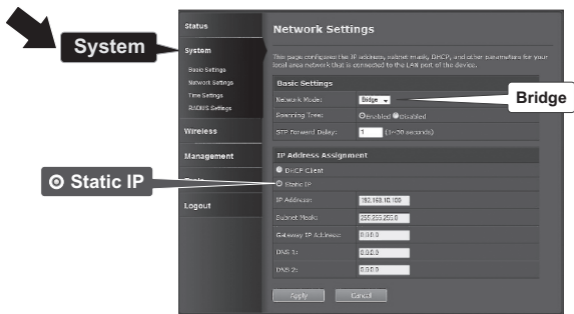 Status
System
Basic Settings
Network Settings
Time Settings
RADIUS Settings
Wireless
Management
Tools
Logout
System
Static IP
Bridge
Network Settings
This page configures the IP address, subnet mask, DHCP, and other parameters for your
local area network that is connected to the LAN port of the device.
Basic Settings
Network Mode: Bridge
Spanning Tree: Enabled Disabled
STP Forward Delay: 1 (1~30 seconds)
IP Address Assignment
DHCP Client
Static IP
IP Address: 192.168.10.100
Subnet Mask: 255.255.255.0
Gateway IP Address: 0.0.0.0
DNS 1: 0.0.0.0
DNS 2: 0.0.0.0
Apply Cancel